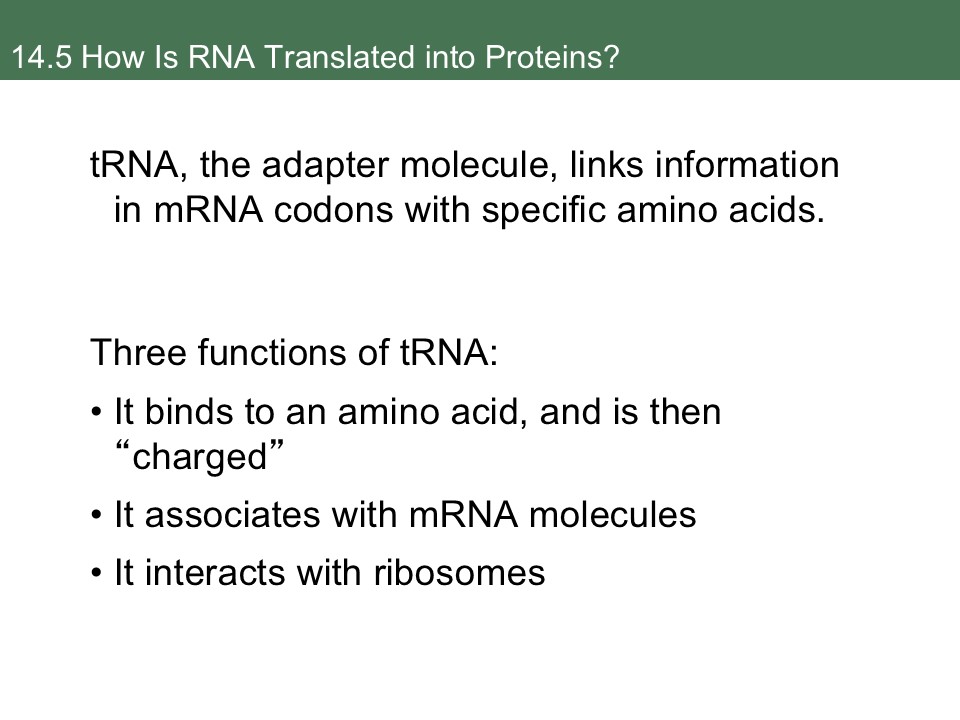 14.5 How Is RNA Translated into Proteins?
tRNA, the adapter molecule, links information
in mRNA codons with specific amino acids.
Three functions of tRNA:
• It binds to an amino acid, and is then
“charged”
• It associates with mRNA molecules
• It interacts with ribosomes